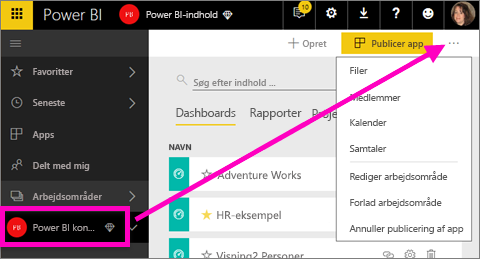 Power BI
PB Power BI-indhold
10
?
Opret
Publicer app
...
Favoritter
Seneste
Apps
Delt med mig
Arbejdsområder
PB Power BI kon...
Søg efter indhold ...
Dashboards Rapporter
NAVN
Adventure Works
HR-eksempel
Visning2 Personer
Filer
Medlemmer
Kalender
Samtaler
Rediger arbejdsområde
Forlad arbejdsområde
Annuller publicering af app